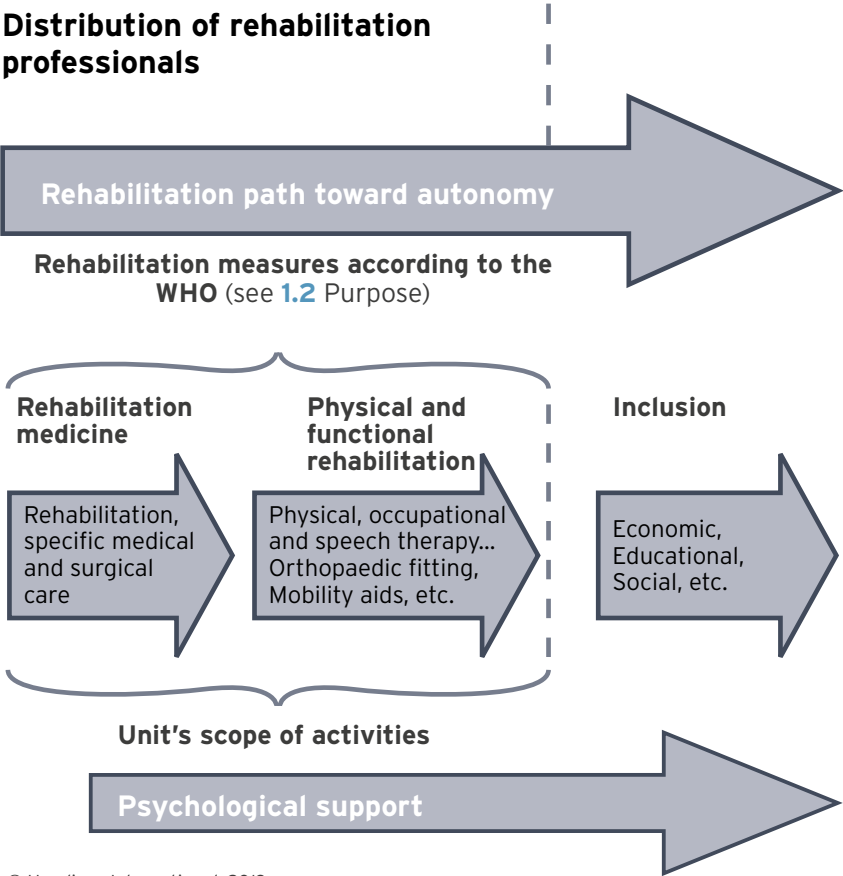 Distribution of rehabilitation
professionals
Rehabilitation path toward autonomy
Rehabilitation measures according to the
WHO (see 1.2 Purpose)
Rehabilitation
medicine
Rehabilitation,
specific medical
and surgical
care
Physical and
functional
rehabilitation
Physical, occupational
and speech therapy...
Orthopaedic fitting,
Mobility aids, etc.
Inclusion
Economic,
Educational,
Social, etc.
Unit's scope of activities
Psychological support